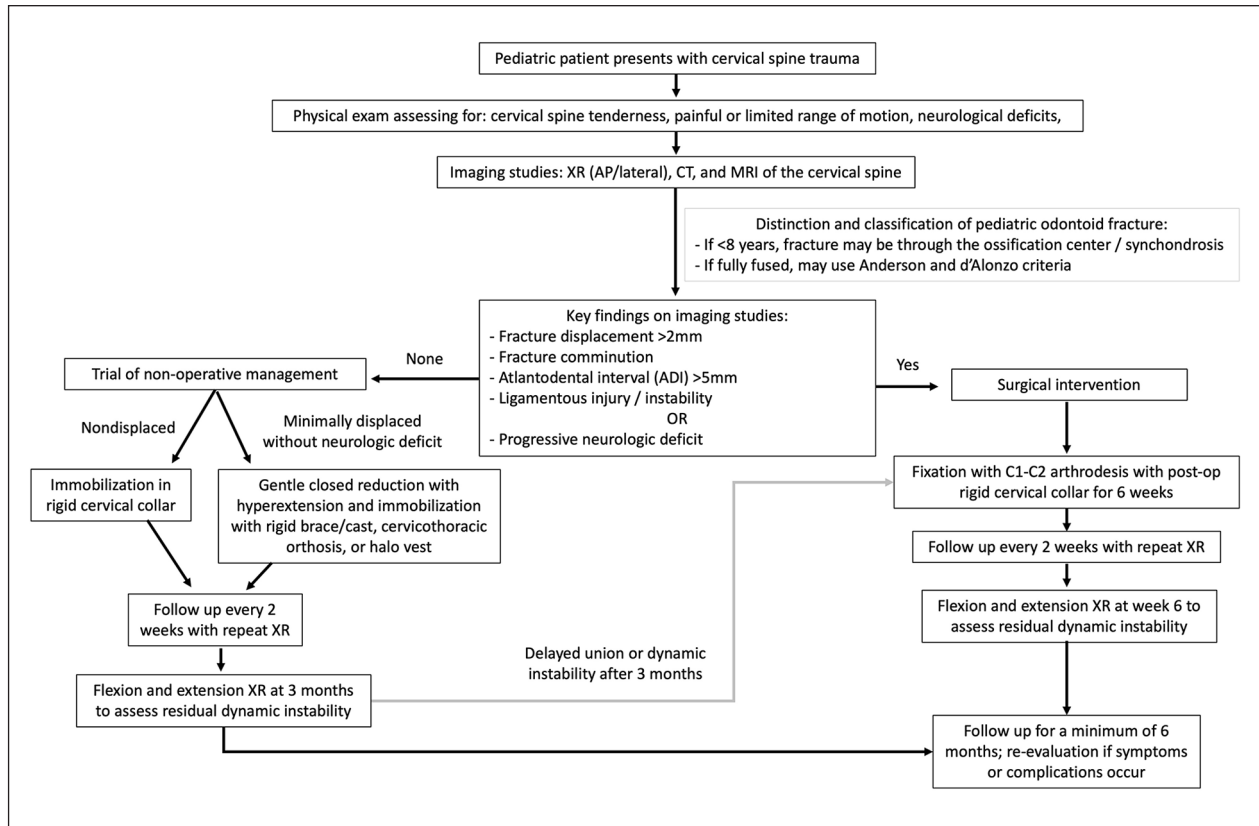 Pediatric patient presents with cervical spine trauma
Physical exam assessing for: cervical spine tenderness, painful or limited range of motion, neurological deficits,
Imaging studies: XR (AP/lateral), CT, and MRI of the cervical spine
Distinction and classification of pediatric odontoid fracture:
- If <8 years, fracture may be through the ossification center / synchondrosis
- If fully fused, may use Anderson and d'Alonzo criteria
Key findings on imaging studies:
- Fracture displacement >2mm
- Fracture comminution
- Atlantodental interval (ADI) >5mm
- Ligamentous injury / instability
OR
- Progressive neurologic deficit
None
Yes
Trial of non-operative management
Nondisplaced
Minimally displaced
without neurologic deficit
Immobilization in
rigid cervical collar
Gentle closed reduction with
hyperextension and immobilization
with rigid brace/cast, cervicothoracic
orthosis, or halo vest
Follow up every 2
weeks with repeat XR
Flexion and extension XR at 3 months
to assess residual dynamic instability
Delayed union or dynamic
instability after 3 months
Surgical intervention
Fixation with C1-C2 arthrodesis with post-op
rigid cervical collar for 6 weeks
Follow up every 2 weeks with repeat XR
Flexion and extension XR at week 6 to
assess residual dynamic instability
Follow up for a minimum of 6
months; re-evaluation if symptoms
or complications occur